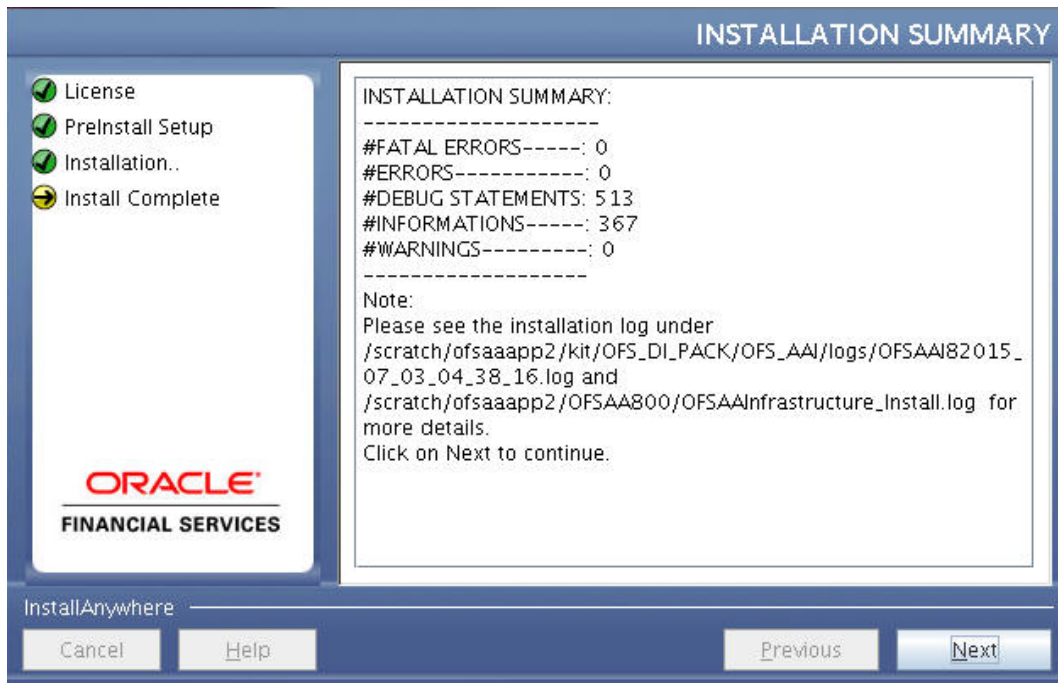 INSTALLATION SUMMARY
License
PreInstall Setup
Installation..
Install Complete
ORACLE®
FINANCIAL SERVICES
INSTALLATION SUMMARY:
--------------------
#FATAL ERRORS-----: 0
#ERRORS-----------: 0
#DEBUG STATEMENTS: 513
#INFORMATIONS-----: 367
#WARNINGS---------: 0
-------------------
Note:
Please see the installation log under
/scratch/ofsaaapp2/kit/OFS_DI_PACK/OFS_AAI/logs/OFSAAI82015_
07_03_04_38_16.log and
/scratch/ofsaaapp2/OFSAA800/OFSAAInfrastructure_Install.log for
more details.
Click on Next to continue.
InstallAnywhere
Cancel
Help
Previous
Next